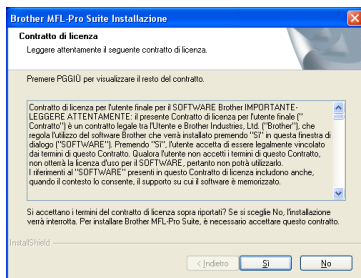 Brother MFL-Pro Suite Installazione
Contratto di licenza
Leggere attentamente il seguente contratto di licenza.
Premere PGGIÙ per visualizzare il resto del contratto.
Contratto di licenza per l'utente finale per il SOFTWARE Brother IMPORTANTE-
LEGGERE ATTENTAMENTE: il presente Contratto di licenza per l'utente finale ("
Contratto") è un contratto legale tra l'Utente e Brother Industries, Ltd. ("Brother"), che
regola l'utilizzo del software Brother che verrà installato premendo "Sì" in questa finestra di
dialogo ("SOFTWARE"). Premendo "Sì", l'utente accetta di essere legalmente vincolato
dai termini di questo Contratto. Qualora l'utente non accetti i termini di questo Contratto,
non otterrà la licenza d'uso per il SOFTWARE, pertanto non potrà utilizzarlo.
I riferimenti al "SOFTWARE" presenti in questo Contratto di licenza includono anche,
quando il contesto lo consente, il supporto su cui il software è memorizzato.
Si accettano i termini del contratto di licenza sopra riportati? Se si sceglie No, l'installazione
verrà interrotta. Per installare Brother MFL-Pro Suite, è necessario accettare questo contratto.
InstallShield
< Indietro
Sì
No